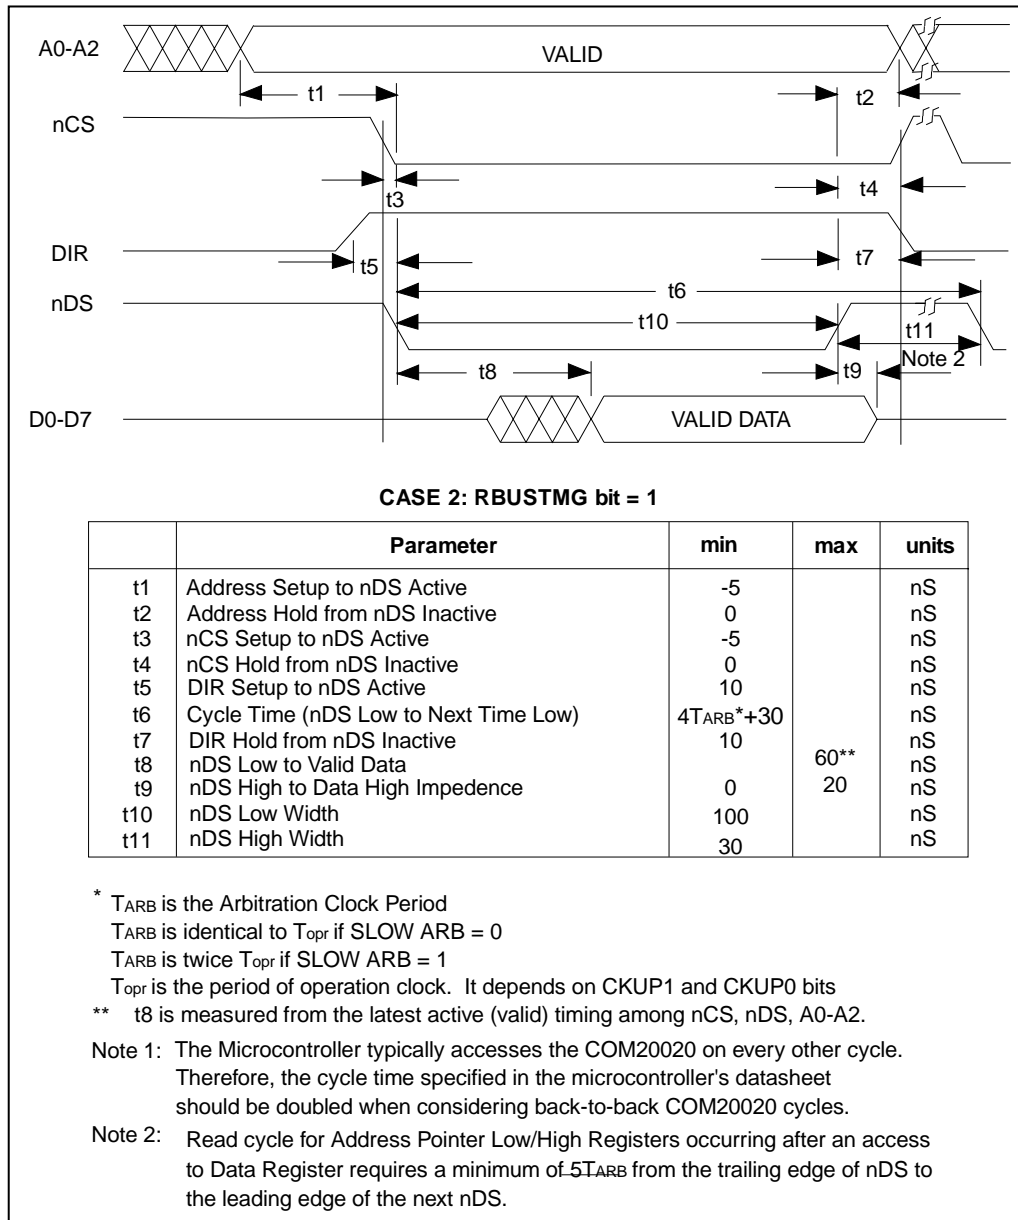 A0-A2
VALID
t1
t2
nCS
t3
t4
DIR
t5
t7
nDS
t6
t10
t11
Note 2
t8
t9
D0-D7
VALID DATA
CASE 2: RBUSTMG bit = 1
Parameter min max units
t1 Address Setup to nDS Active -5 nS
t2 Address Hold from nDS Inactive 0 nS
t3 nCS Setup to nDS Active -5 nS
t4 nCS Hold from nDS Inactive 0 nS
t5 DIR Setup to nDS Active 10 nS
t6 Cycle Time (nDS Low to Next Time Low) 4TARB*+30 nS
t7 DIR Hold from nDS Inactive 10 nS
t8 nDS Low to Valid Data 60** nS
t9 nDS High to Data High Impedence 0 20 nS
t10 nDS Low Width 100 nS
t11 nDS High Width 30 nS
* TARB is the Arbitration Clock Period
TARB is identical to Topr if SLOW ARB = 0
TARB is twice Topr if SLOW ARB = 1
Topr is the period of operation clock. It depends on CKUP1 and CKUP0 bits
** t8 is measured from the latest active (valid) timing among nCS, nDS, A0-A2.
Note 1: The Microcontroller typically accesses the COM20020 on every other cycle.
Therefore, the cycle time specified in the microcontroller's datasheet
should be doubled when considering back-to-back COM20020 cycles.
Note 2: Read cycle for Address Pointer Low/High Registers occurring after an access
to Data Register requires a minimum of 5TARB from the trailing edge of nDS to
the leading edge of the next nDS.